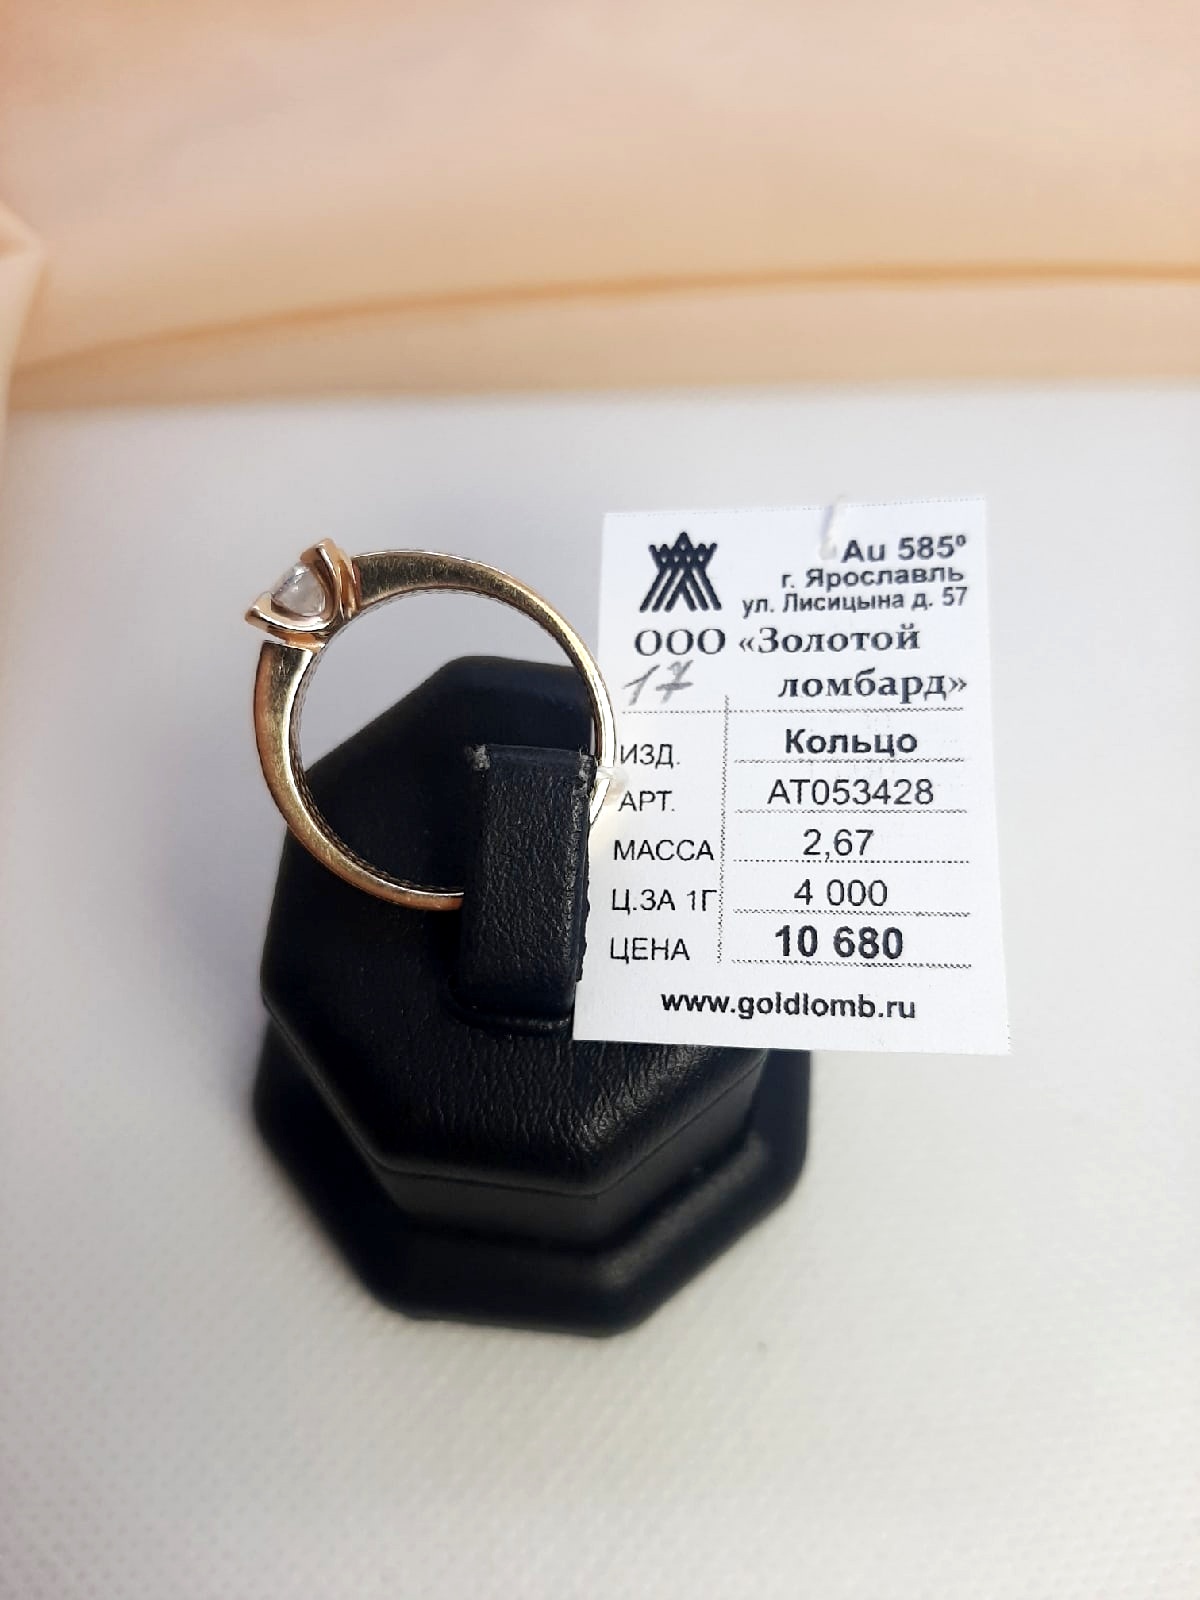 Au 585º
г. Ярославль
ул. Лисицына д. 57
ООО «Золотой
17 ломбард»
ИЗД. Кольцо
АРТ. АТ053428
МАССА 2,67
Ц.ЗА 1Г 4 000
ЦЕНА 10 680
www.goldlomb.ru